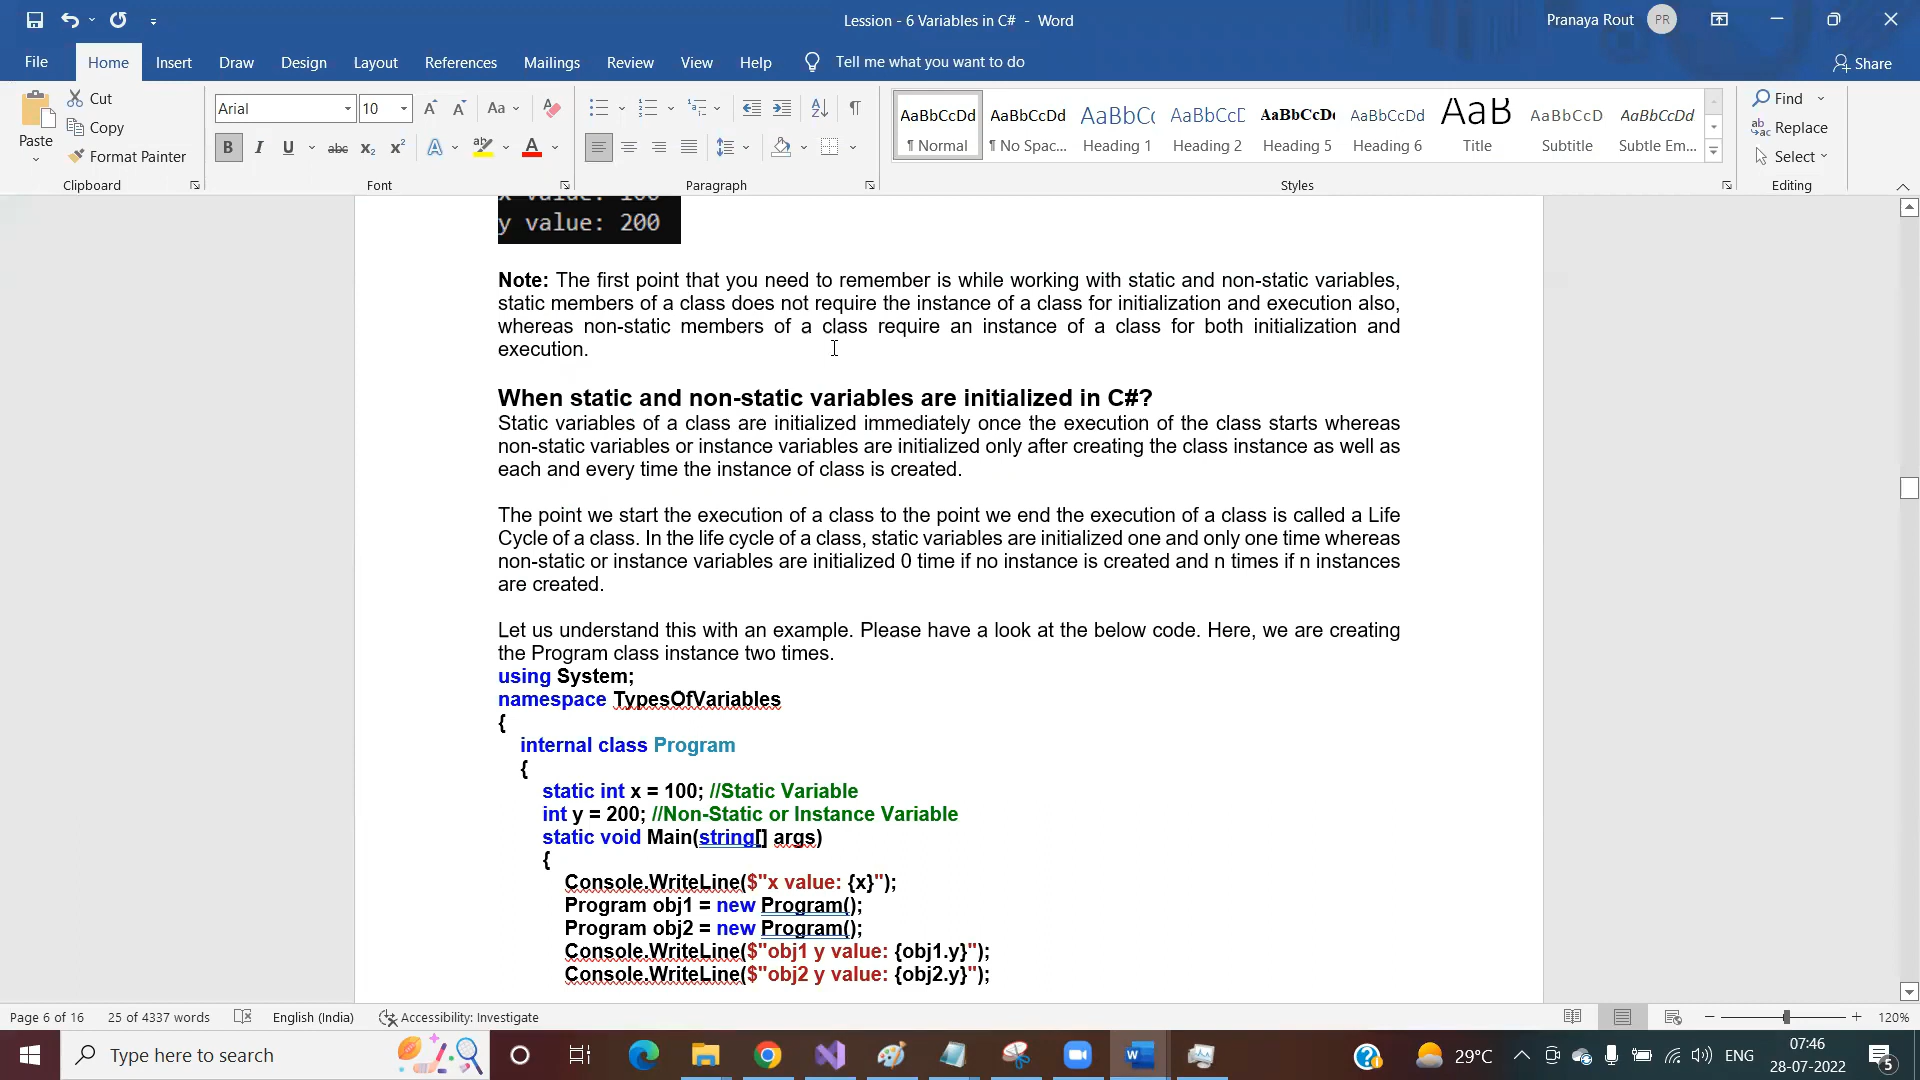 Lession - 6 Variables in C# - Word
Pranaya Rout PR
File Home Insert Draw Design Layout References Mailings Review View Help Tell me what you want to do Share
Paste
Cut
Copy
Format Painter
Clipboard
Arial 10
Font
Paragraph
AaBbCcDd AaBbCcDd AaBbCc AaBbCcD AaBbCcDc AaBbCcDd AaB AaBbCcD AaBbCcDd
¶ Normal ¶ No Spac... Heading 1 Heading 2 Heading 5 Heading 6 Title Subtitle Subtle Em...
Styles
Find
Replace
Select
Editing
x value: 100
y value: 200
Note: The first point that you need to remember is while working with static and non-static variables,
static members of a class does not require the instance of a class for initialization and execution also,
whereas non-static members of a class require an instance of a class for both initialization and
execution.
When static and non-static variables are initialized in C#?
Static variables of a class are initialized immediately once the execution of the class starts whereas
non-static variables or instance variables are initialized only after creating the class instance as well as
each and every time the instance of class is created.
The point we start the execution of a class to the point we end the execution of a class is called a Life
Cycle of a class. In the life cycle of a class, static variables are initialized one and only one time whereas
non-static or instance variables are initialized 0 time if no instance is created and n times if n instances
are created.
Let us understand this with an example. Please have a look at the below code. Here, we are creating
the Program class instance two times.
using System;
namespace TypesOfVariables
{
internal class Program
{
static int x = 100; //Static Variable
int y = 200; //Non-Static or Instance Variable
static void Main(string[] args)
{
Console.WriteLine($"x value: {x}");
Program obj1 = new Program();
Program obj2 = new Program();
Console.WriteLine($"obj1 y value: {obj1.y}");
Console.WriteLine($"obj2 y value: {obj2.y}");
Page 6 of 16 25 of 4337 words English (India) Accessibility: Investigate 120%
Type here to search
29°C ENG
07:46
28-07-2022
5